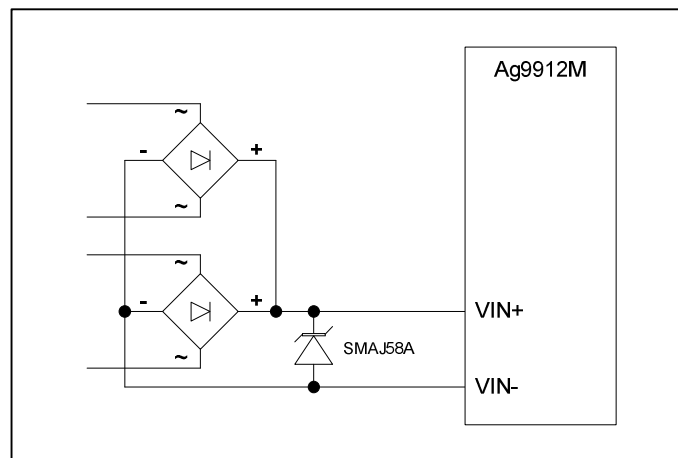 Ag9912M
~
- +
~
~
- +
VIN+
SMAJ58A
~
VIN-